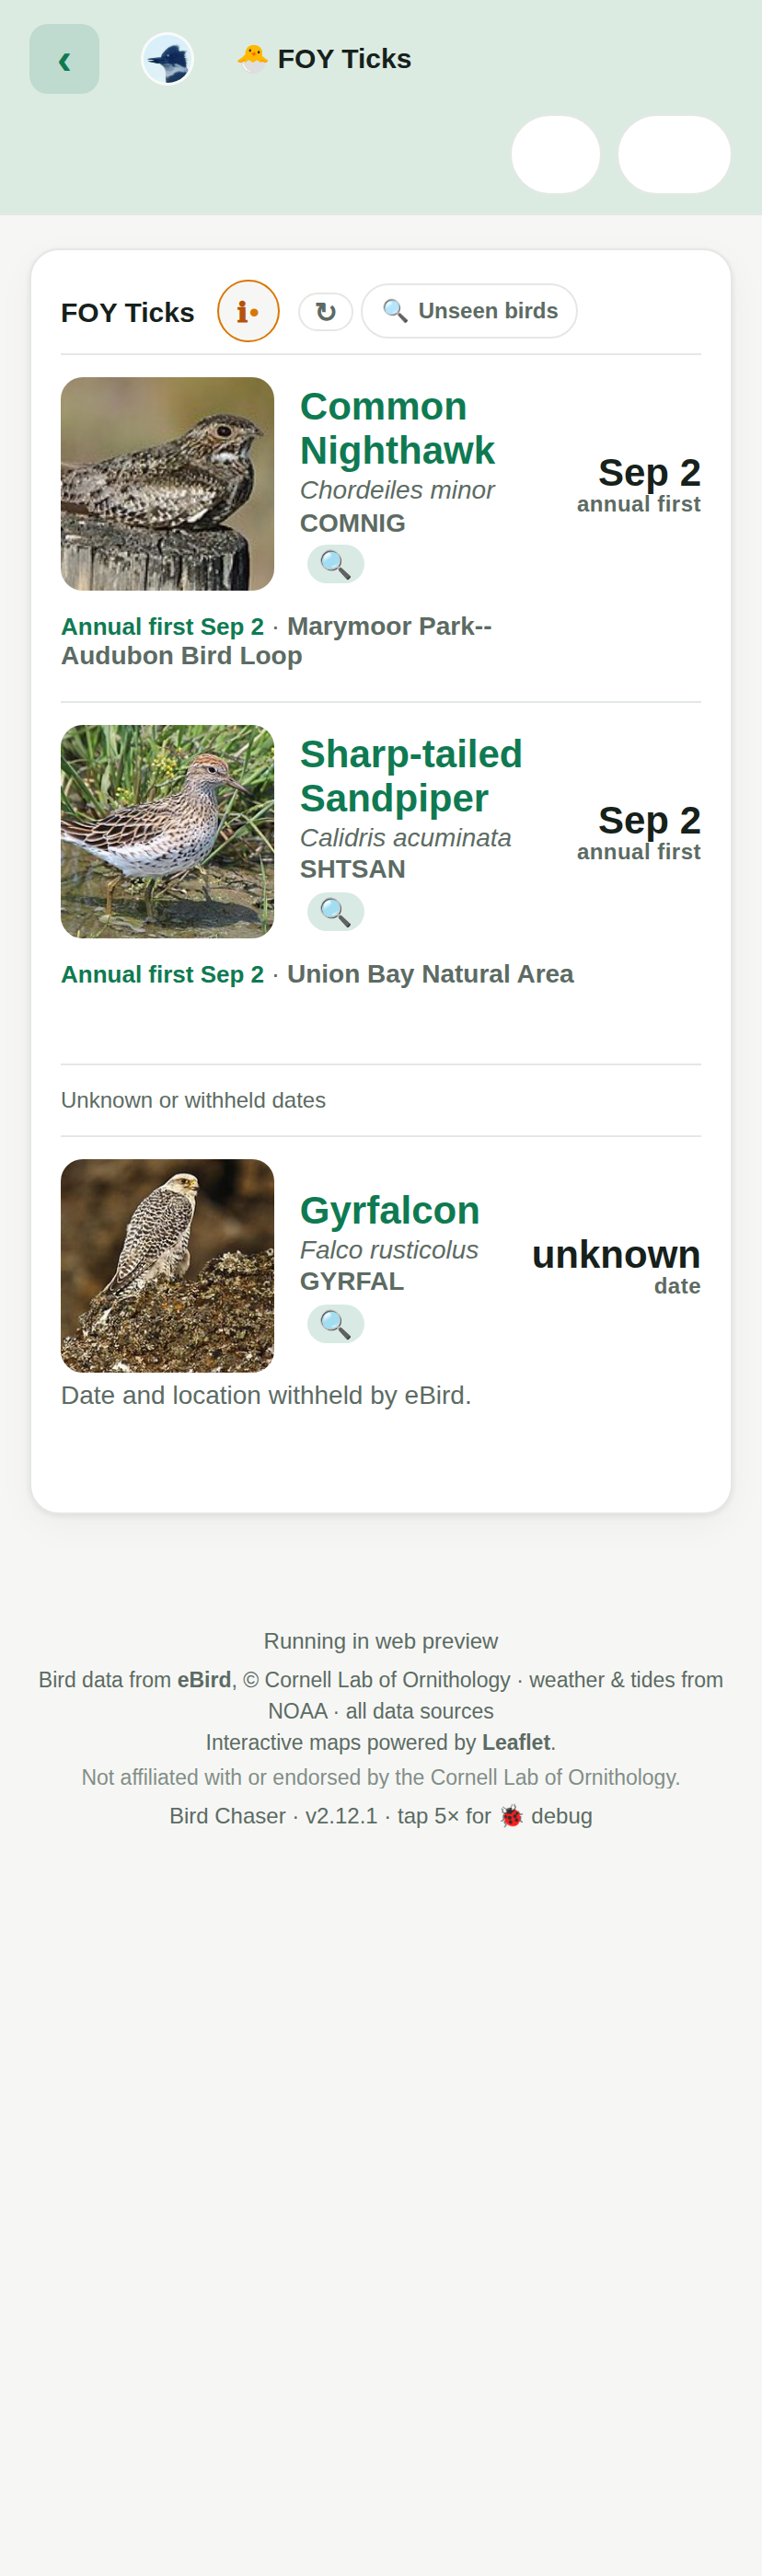 ‹ 🐣 FOY Ticks
FOY Ticks ℹ• ↻ 🔍 Unseen birds
Common
Nighthawk
Chordeiles minor
COMNIG
🔍
Sep 2
annual first
Annual first Sep 2 · Marymoor Park--
Audubon Bird Loop
Sharp-tailed
Sandpiper
Calidris acuminata
SHTSAN
🔍
Sep 2
annual first
Annual first Sep 2 · Union Bay Natural Area
Unknown or withheld dates
Gyrfalcon
Falco rusticolus
GYRFAL
🔍
unknown
date
Date and location withheld by eBird.
Running in web preview
Bird data from eBird, © Cornell Lab of Ornithology · weather & tides from
NOAA · all data sources
Interactive maps powered by Leaflet.
Not affiliated with or endorsed by the Cornell Lab of Ornithology.
Bird Chaser · v2.12.1 · tap 5× for 🐞 debug